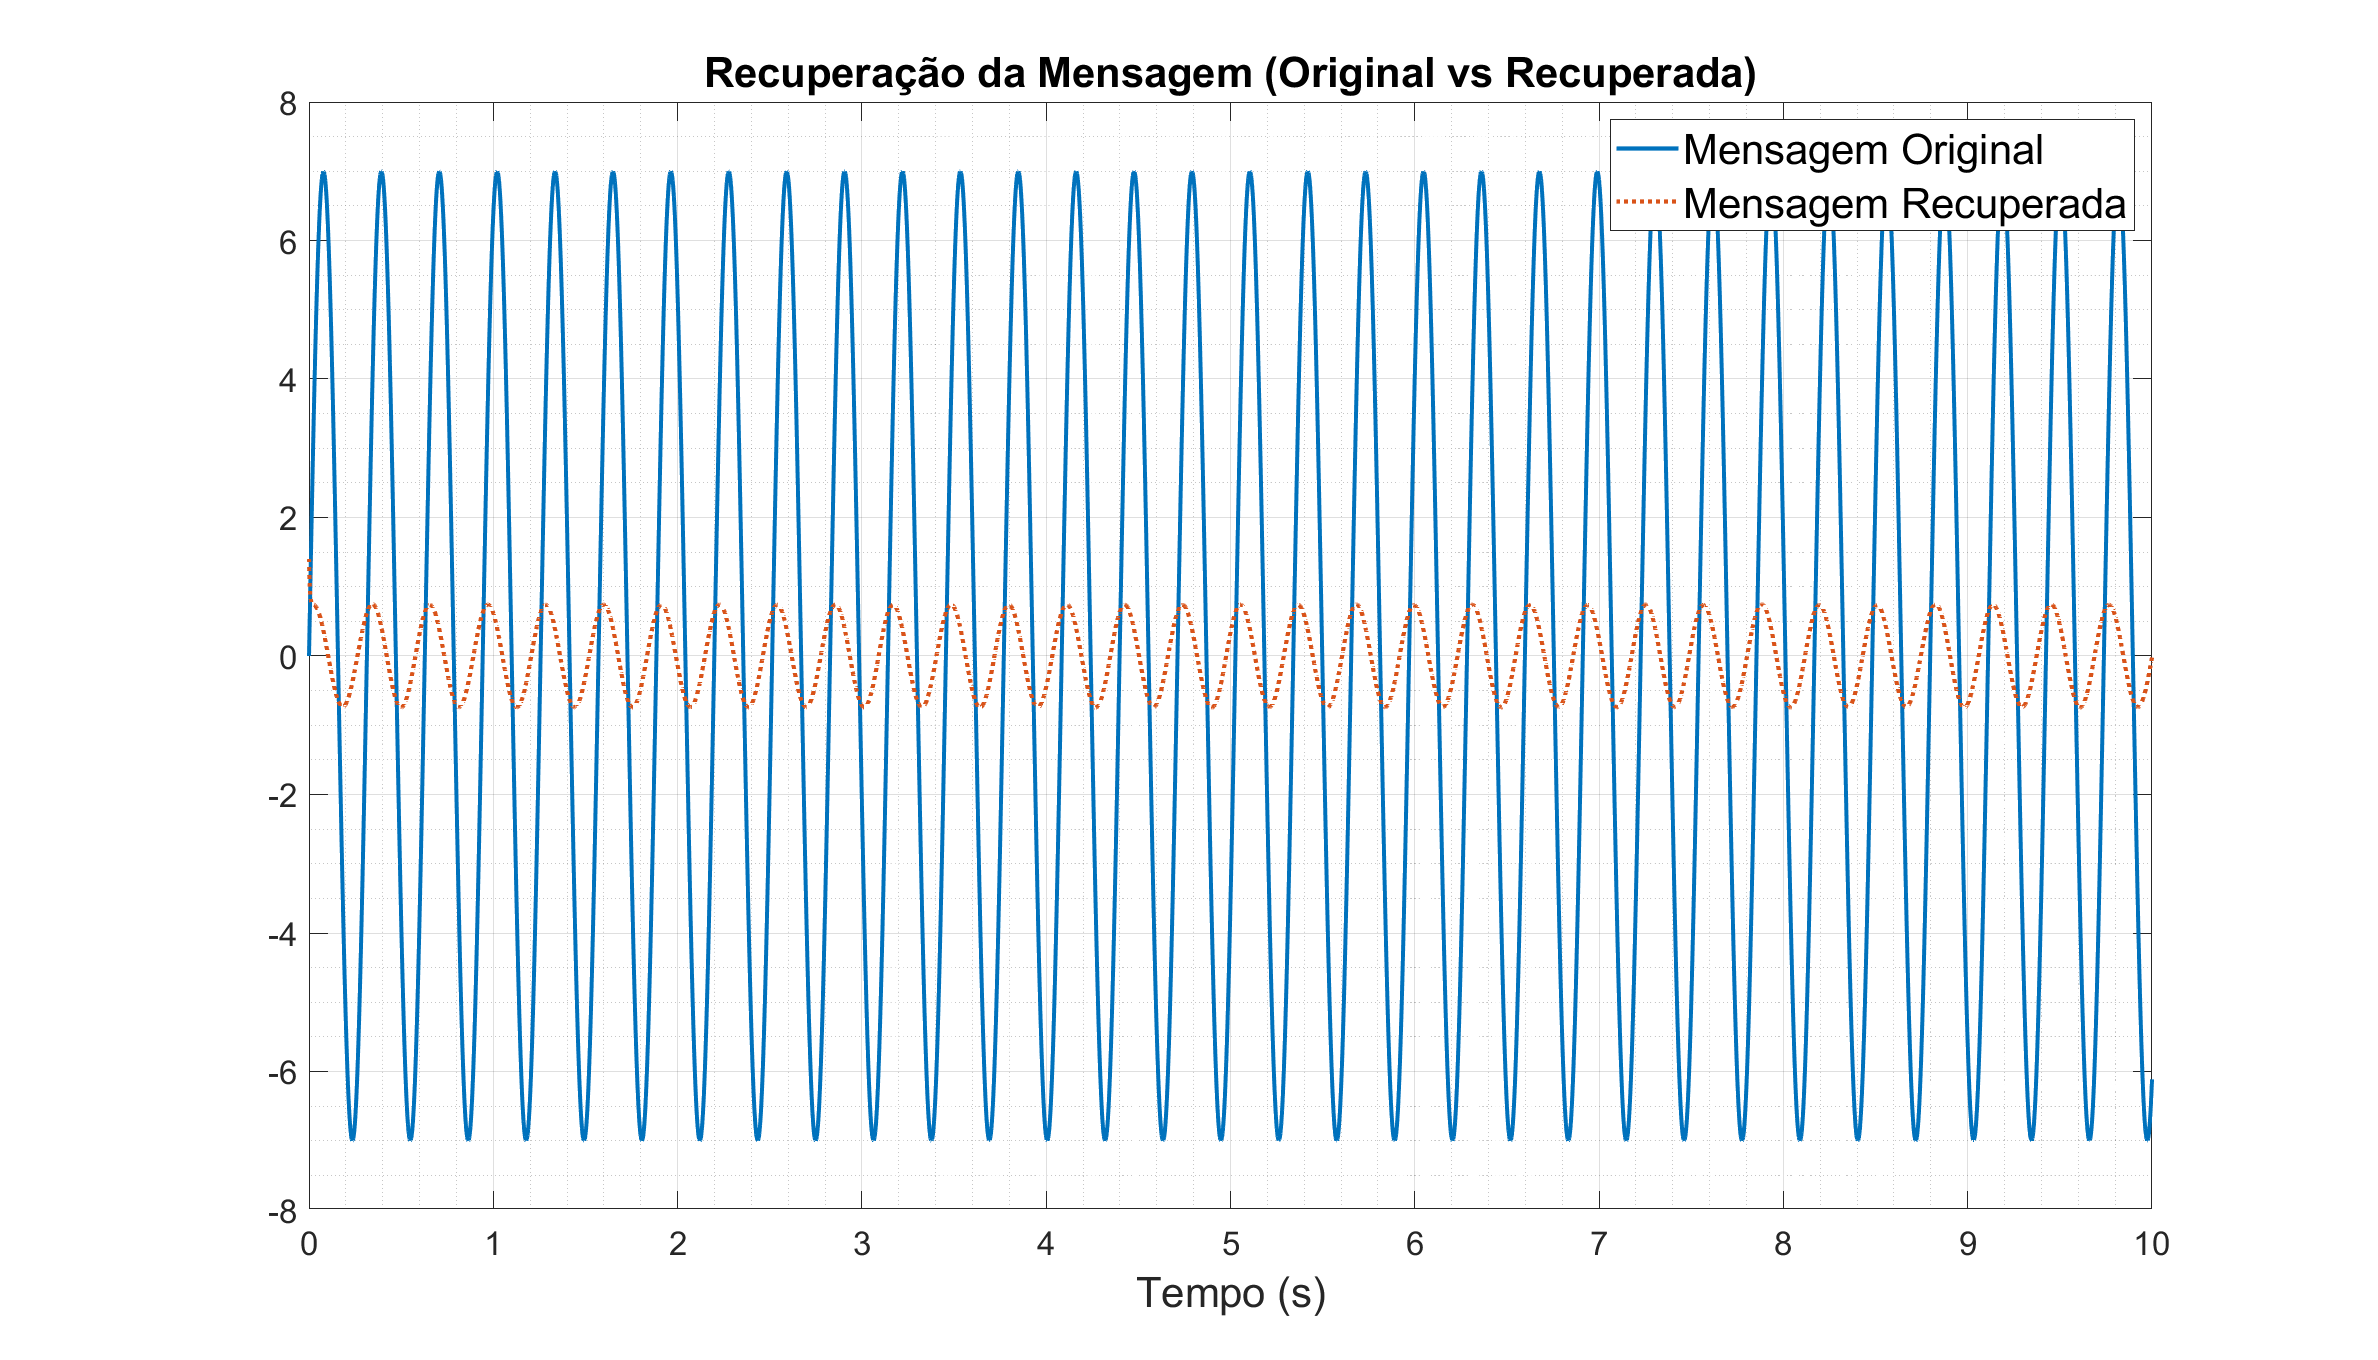 Recuperação da Mensagem (Original vs Recuperada)
8
6
4
2
0
-2
-4
-6
-8
Mensagem Original
Mensagem Recuperada
0 1 2 3 4 5 6 7 8 9 10
Tempo (s)